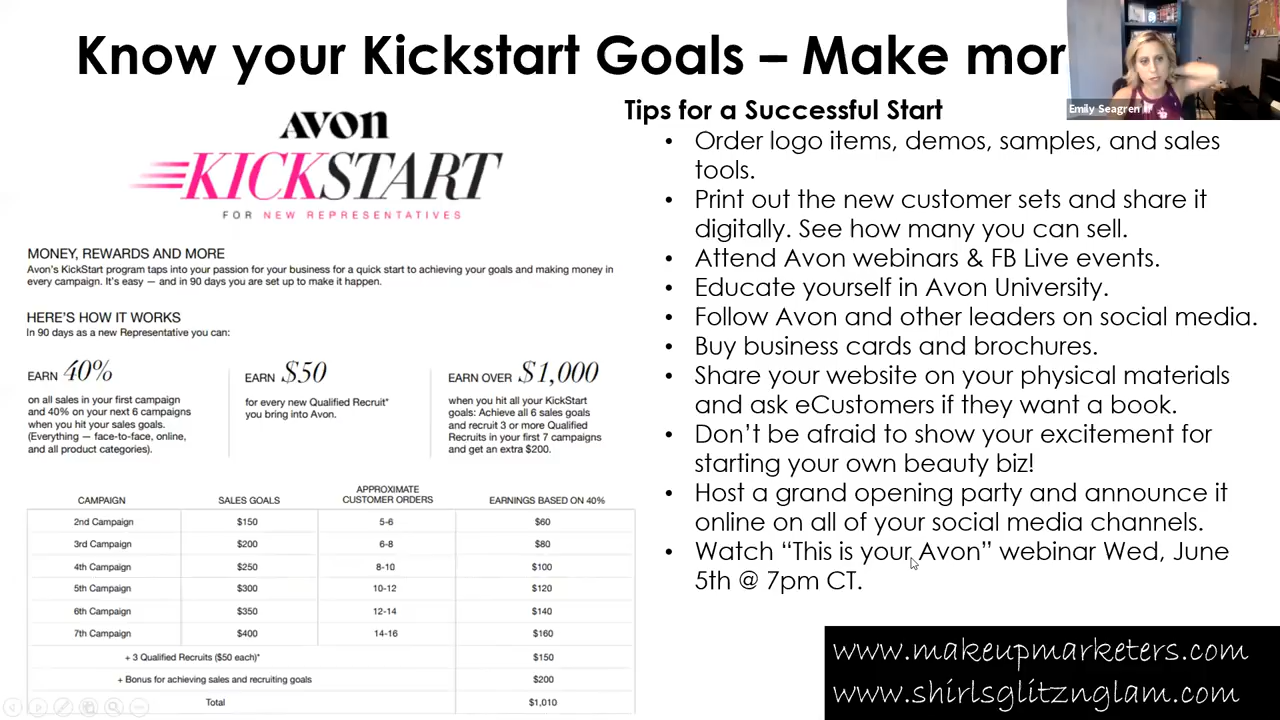 Know your Kickstart Goals – Make mor
Emily Seagren
AVON
KICKSTART
FOR NEW REPRESENTATIVES
MONEY, REWARDS AND MORE
Avon's KickStart program taps into your passion for your business for a quick start to achieving your goals and making money in
every campaign. It's easy — and in 90 days you are set up to make it happen.
HERE'S HOW IT WORKS
In 90 days as a new Representative you can:
EARN 40%
on all sales in your first campaign
and 40% on your next 6 campaigns
when you hit your sales goals.
(Everything — face-to-face, online,
and all product categories).
EARN $50
for every new Qualified Recruit*
you bring into Avon.
EARN OVER $1,000
when you hit all your KickStart
goals: Achieve all 6 sales goals
and recruit 3 or more Qualified
Recruits in your first 7 campaigns
and get an extra $200.
CAMPAIGN SALES GOALS APPROXIMATE CUSTOMER ORDERS EARNINGS BASED ON 40%
2nd Campaign $150 5-6 $60
3rd Campaign $200 6-8 $80
4th Campaign $250 8-10 $100
5th Campaign $300 10-12 $120
6th Campaign $350 12-14 $140
7th Campaign $400 14-16 $160
+ 3 Qualified Recruits ($50 each)* $150
+ Bonus for achieving sales and recruiting goals $200
Total $1,010
Tips for a Successful Start
• Order logo items, demos, samples, and sales
tools.
• Print out the new customer sets and share it
digitally. See how many you can sell.
• Attend Avon webinars & FB Live events.
• Educate yourself in Avon University.
• Follow Avon and other leaders on social media.
• Buy business cards and brochures.
• Share your website on your physical materials
and ask eCustomers if they want a book.
• Don't be afraid to show your excitement for
starting your own beauty biz!
• Host a grand opening party and announce it
online on all of your social media channels.
• Watch “This is your Avon” webinar Wed, June
5th @ 7pm CT.
www.makeupmarketers.com
www.shirlsglitznglam.com